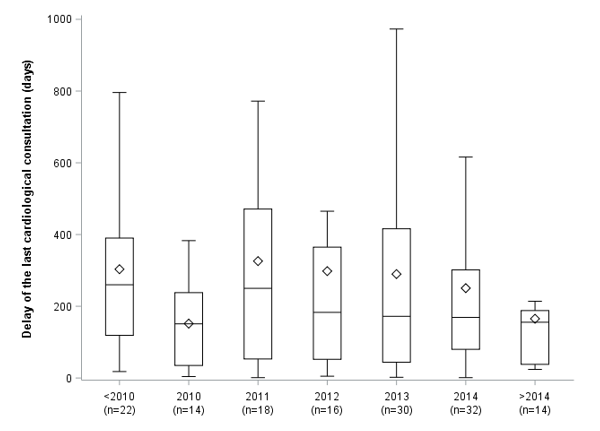 Delay of the last cardiological consultation (days)
1000
800
600
400
200
0
<2010 2010 2011 2012 2013 2014 >2014
(n=22) (n=14) (n=18) (n=16) (n=30) (n=32) (n=14)